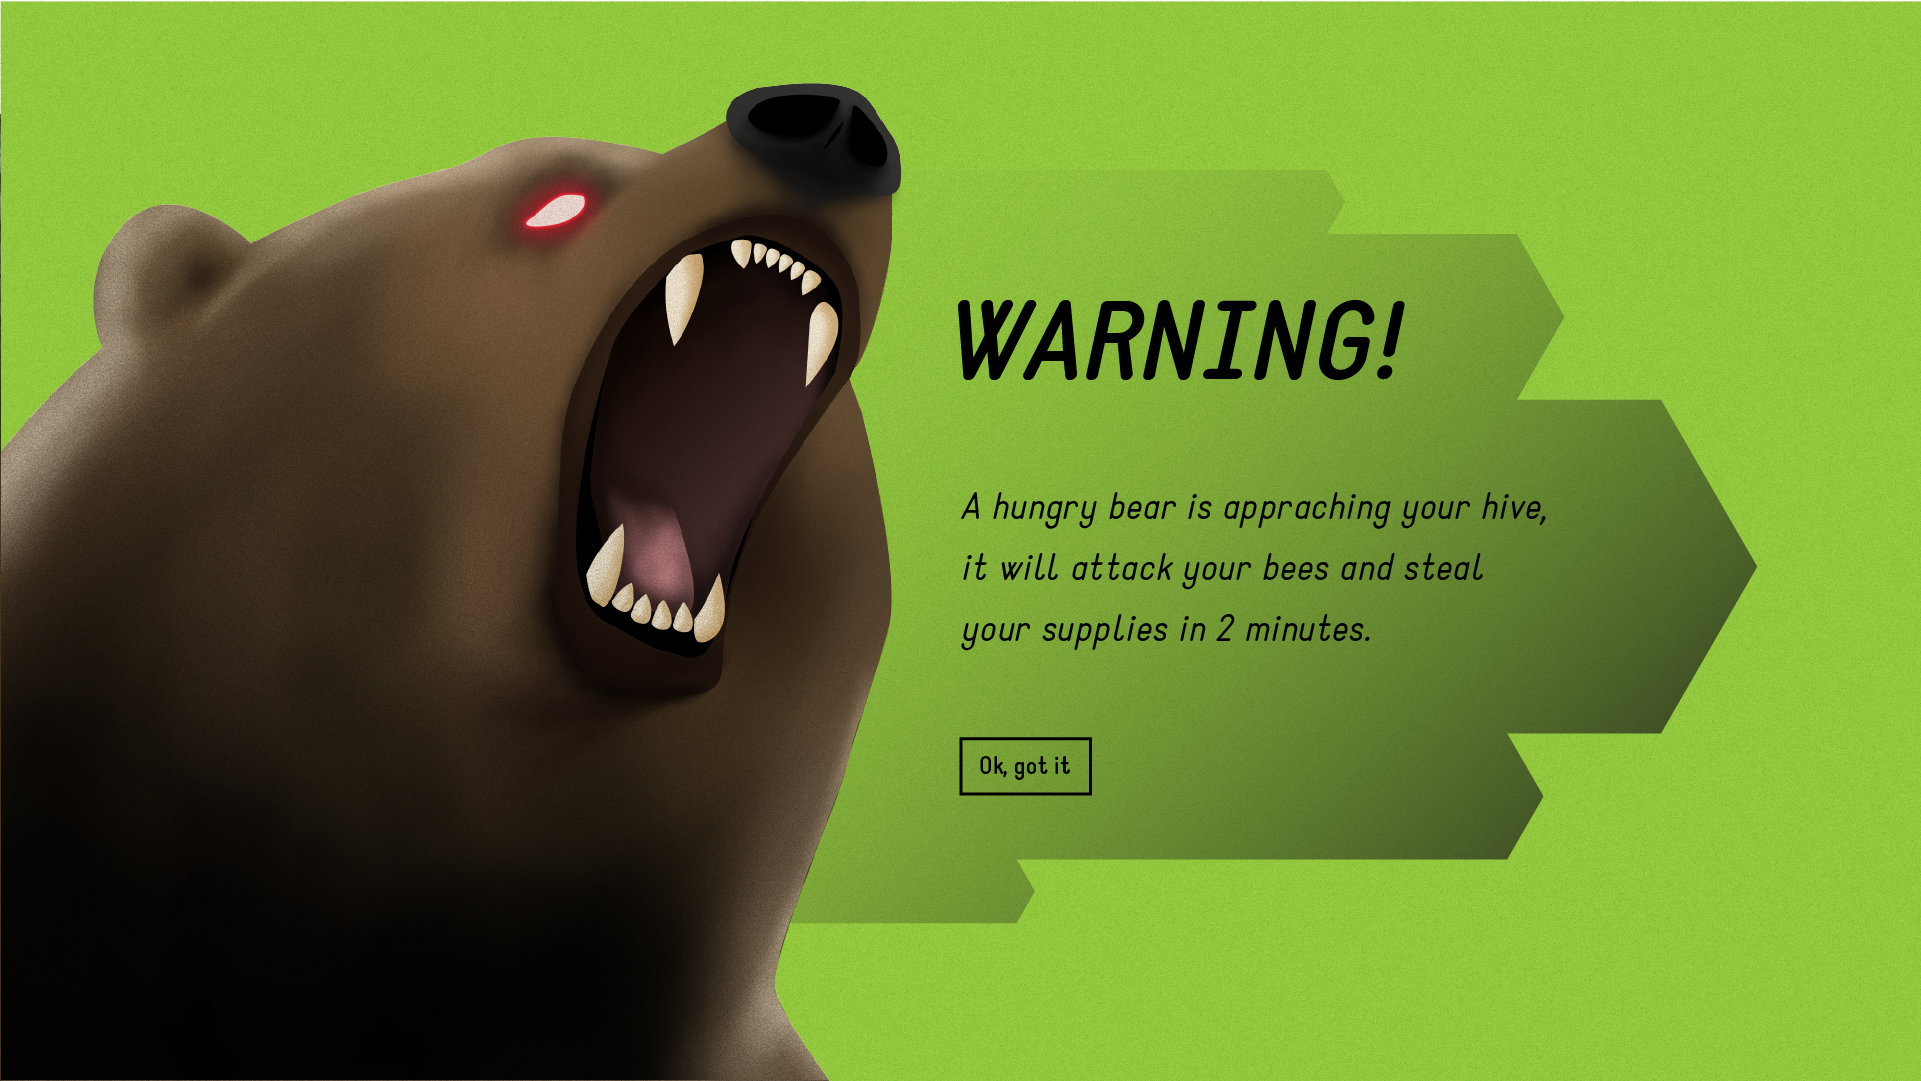 WARNING!
A hungry bear is appraching your hive,
it will attack your bees and steal
your supplies in 2 minutes.
Ok, got it